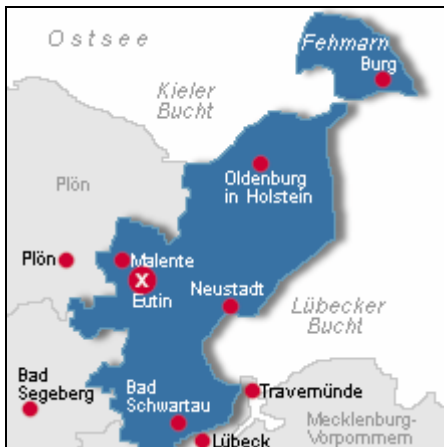 Ostsee
Fehmarn
Burg
Kieler
Bucht
Plön
Oldenburg
in Holstein
Plön
Malente
X
Eutin
Neustadt
Lübecker
Bucht
Bad
Segeberg
Bad
Schwartau
Travemünde
Lübeck
Mecklenburg-
Vorpommern